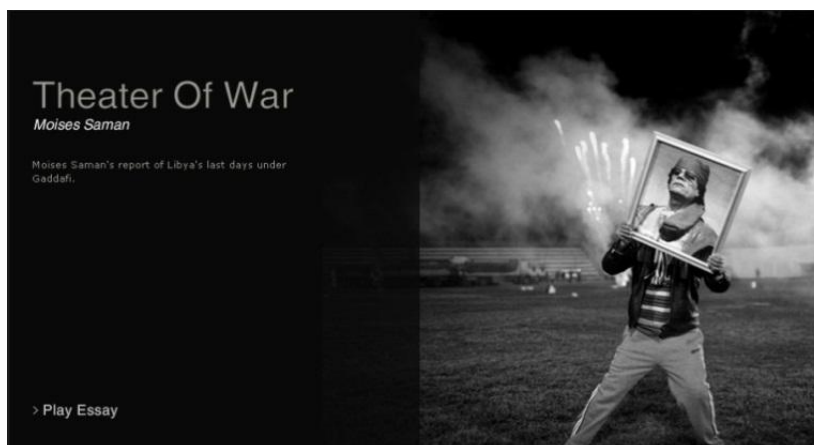 Theater Of War
Moises Saman
Moises Saman's report of Libya's last days under
Gaddafi.
> Play Essay